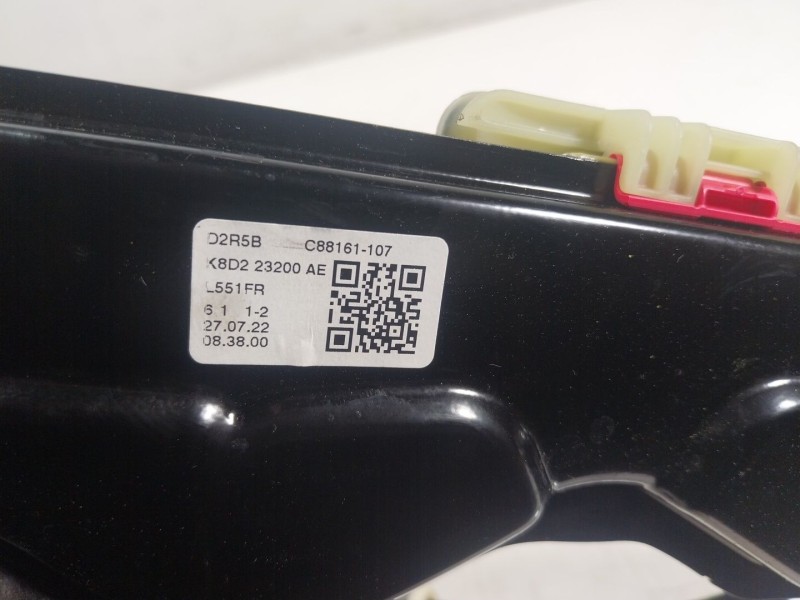 D2R5B C88161-107
K8D2 23200 AE
L551FR
6 1 1-2
27.07.22
08.38.00